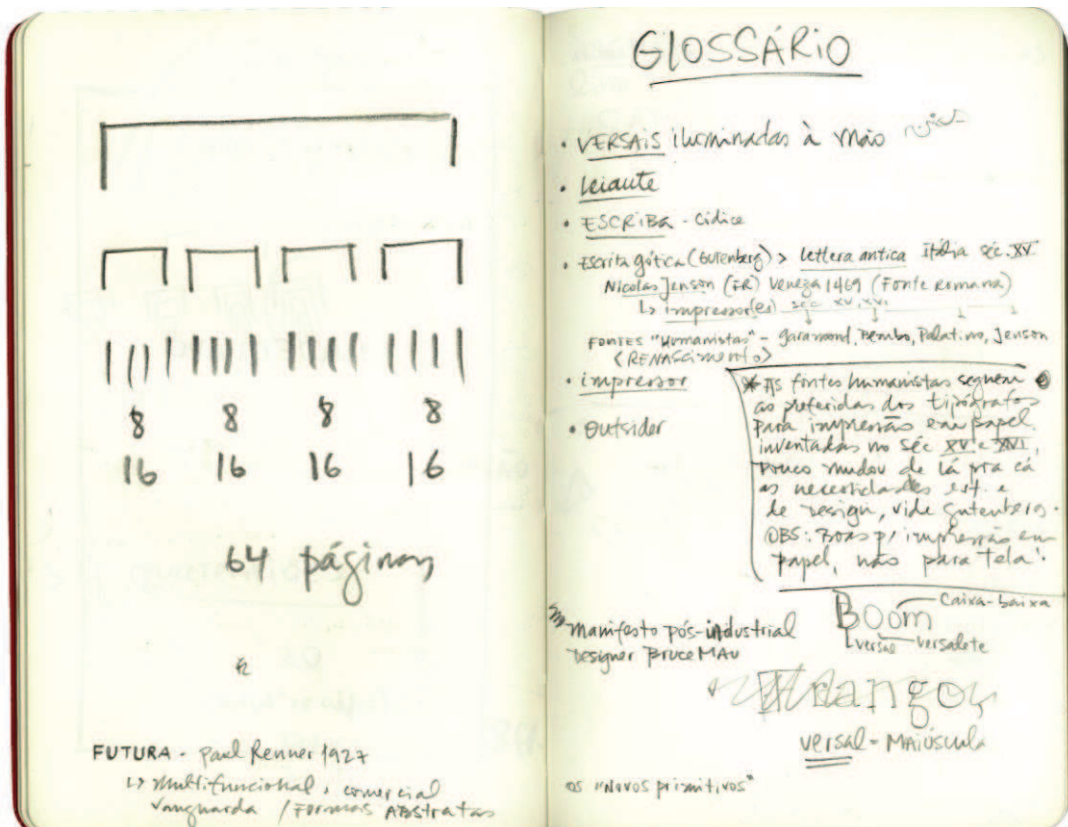 8 8 8 8
16 16 16 16
64 páginas
FUTURA - Paul Renner 1927
↳ multifuncional, comercial
vanguarda / FORMAS ABSTRATAS
GLOSSÁRIO
• VERSAIS iluminadas à mão
• leiaute
• ESCRIBA - Códice
• Escrita gótica (Gutenberg) > lettera antica Itália séc. XV.
Nicolas Jenson (FR) Veneza 1469 (Fonte Romana)
↳ impressor(es) séc XV, XVI
FONTES "Humanistas" - Garamond, Bembo, Palatino, Jenson
<RENASCIMENTO>
• impressor
• outsider
* As fontes humanistas seguem
as preferidas dos tipógrafos
para impressão em papel,
inventadas no séc XV e XVI,
pouco mudou de lá pra cá
as necessidades est. e
de design, vide Gutenberg.
OBS: Boas p/ impressão em
papel, não para tela.
Manifesto pós-industrial
Designer Bruce MAU
BOOm
Caixa-baixa
versal versalete
versal - MAIÚSCULA
os "Novos primitivos"